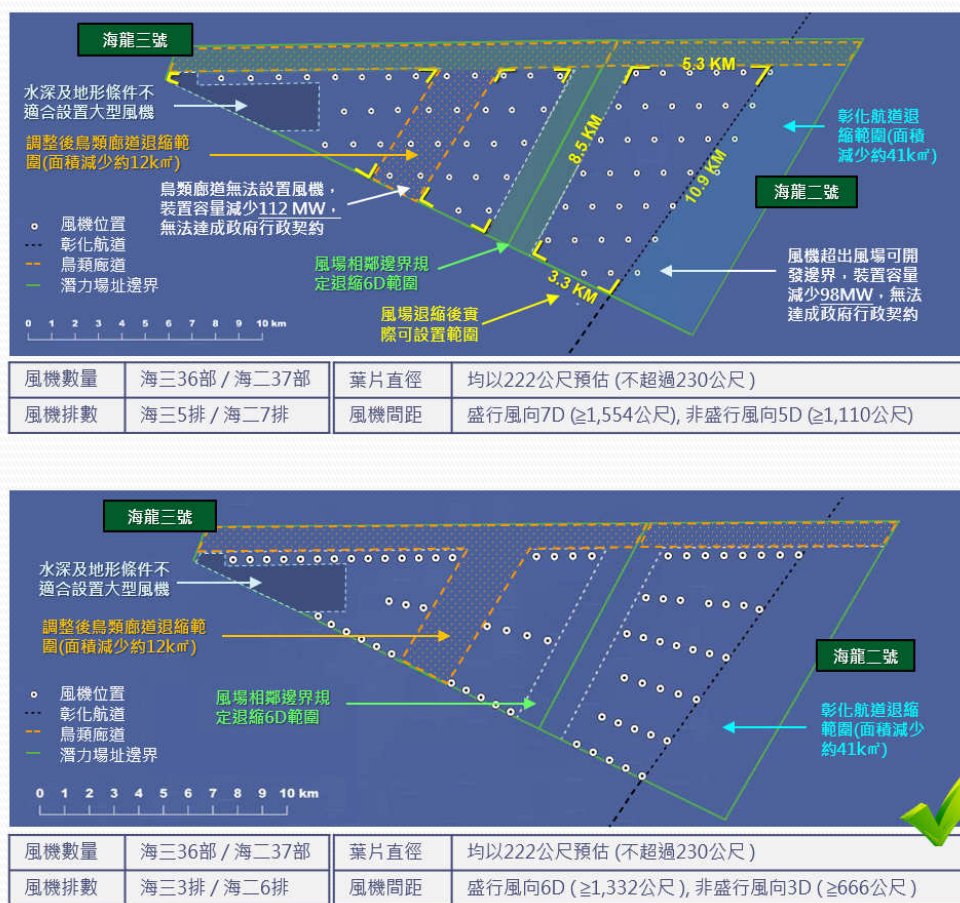 海龍三號
水深及地形條件不
適合設置大型風機
調整後鳥類廊道退縮範
圍(面積減少約12k㎡)
鳥類廊道無法設置風機，
裝置容量減少112 MW，
無法達成政府行政契約
5.3 KM
8.5 KM
10.9 KM
3.3 KM
彰化航道退
縮範圍(面積
減少約41k㎡)
海龍二號
風機超出風場可開
發邊界，裝置容量
減少98MW，無法
達成政府行政契約
風機位置
彰化航道
鳥類廊道
潛力場址邊界
風場相鄰邊界規
定退縮6D範圍
風場退縮後實
際可設置範圍
0 1 2 3 4 5 6 7 8 9 10 km
風機數量 海三36部 / 海二37部 葉片直徑 均以222公尺預估 (不超過230公尺 )
風機排數 海三5排 / 海二7排 風機間距 盛行風向7D (≧1,554公尺), 非盛行風向5D (≧1,110公尺)
海龍三號
水深及地形條件不
適合設置大型風機
調整後鳥類廊道退縮範
圍(面積減少約12k㎡)
海龍二號
風機位置
彰化航道
鳥類廊道
潛力場址邊界
風場相鄰邊界規
定退縮6D範圍
彰化航道退縮
範圍(面積減少
約41k㎡)
0 1 2 3 4 5 6 7 8 9 10 km
風機數量 海三36部 / 海二37部 葉片直徑 均以222公尺預估 (不超過230公尺 )
風機排數 海三3排 / 海二6排 風機間距 盛行風向6D ( ≧1,332公尺 ), 非盛行風向3D ( ≧666公尺 )